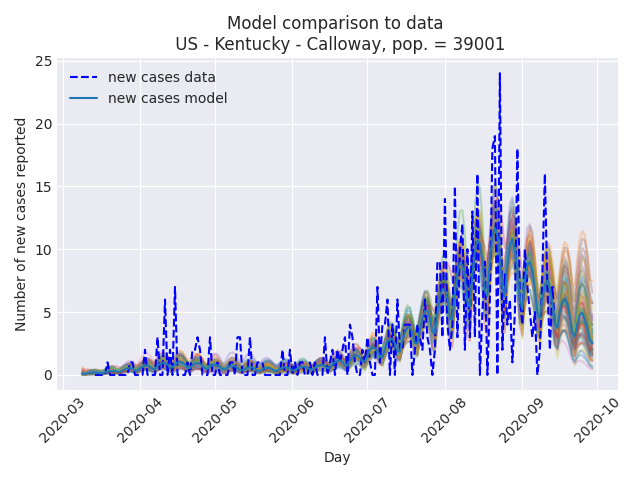 Model comparison to data
US - Kentucky - Calloway, pop. = 39001
new cases data
new cases model
Number of new cases reported
25
20
15
10
5
0
2020-03
2020-04
2020-05
2020-06
2020-07
2020-08
2020-09
2020-10
Day